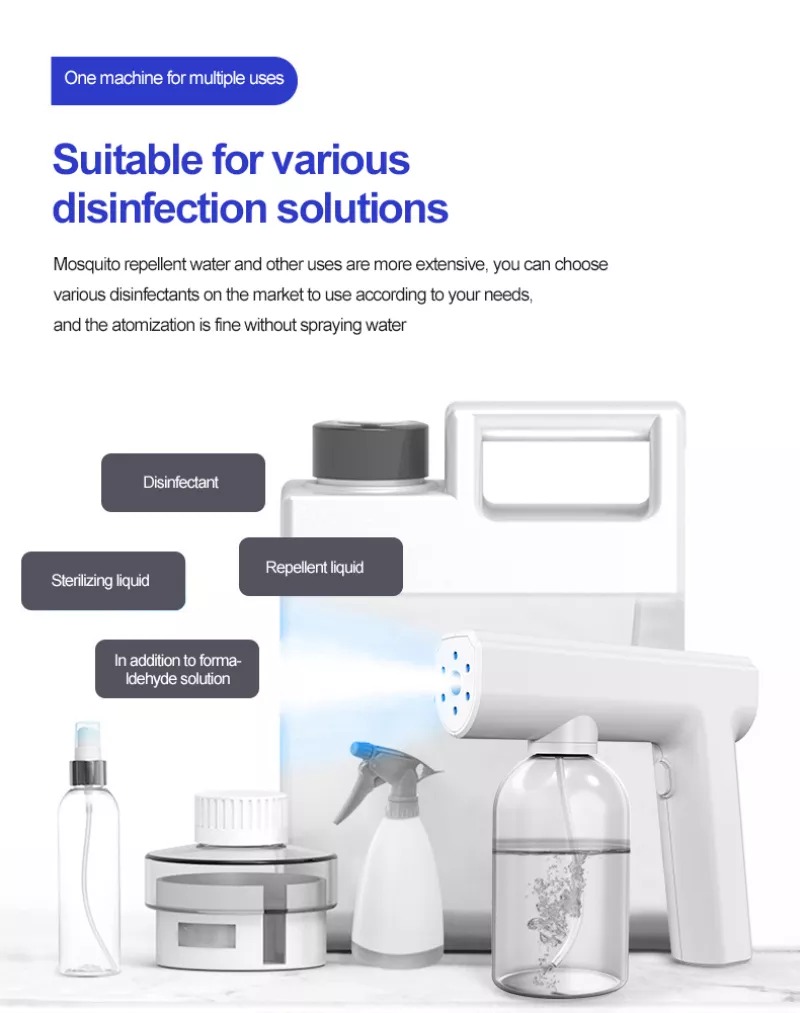 One machine for multiple uses
Suitable for various
disinfection solutions
Mosquito repellent water and other uses are more extensive, you can choose
various disinfectants on the market to use according to your needs,
and the atomization is fine without spraying water
Disinfectant
Repellent liquid
Sterilizing liquid
In addition to forma-
ldehyde solution